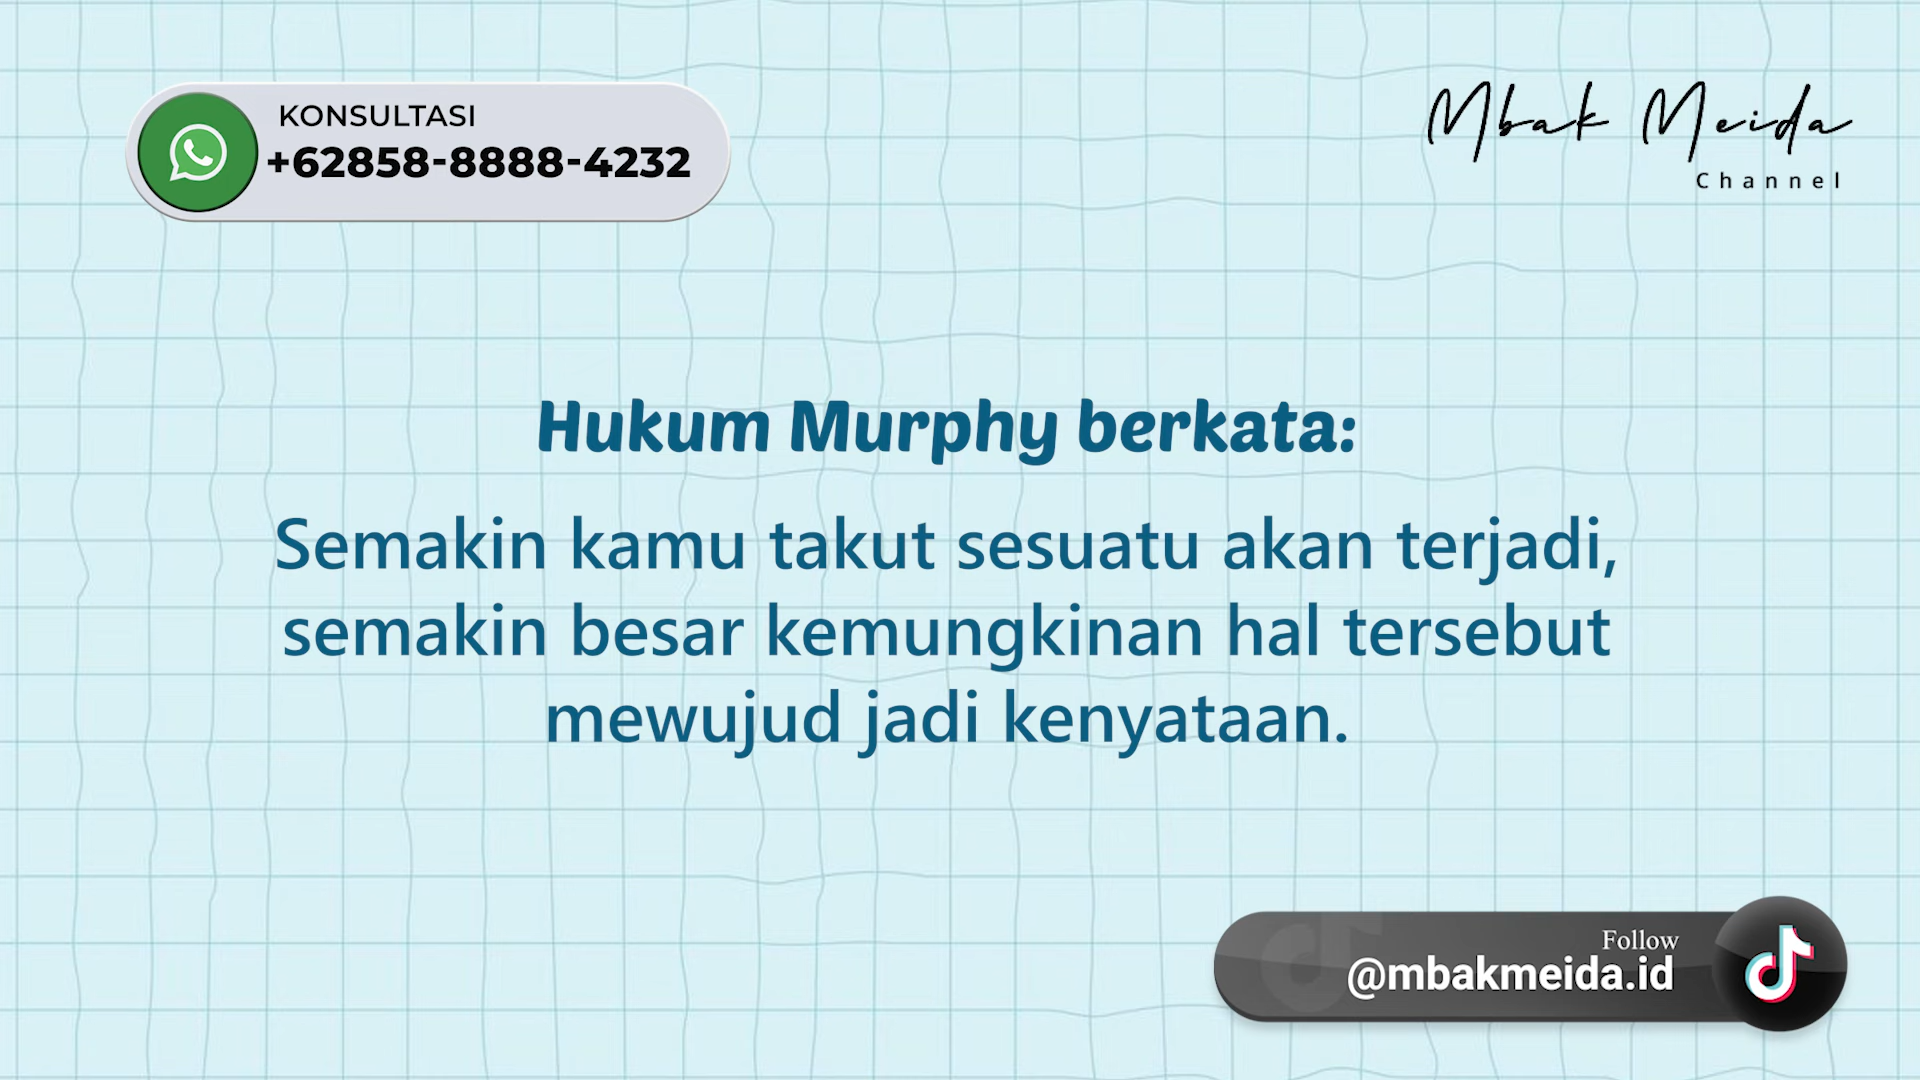 KONSULTASI
+62858-8888-4232
Mbak Meida
Channel
Hukum Murphy berkata:
Semakin kamu takut sesuatu akan terjadi,
semakin besar kemungkinan hal tersebut
mewujud jadi kenyataan.
Follow
@mbakmeida.id